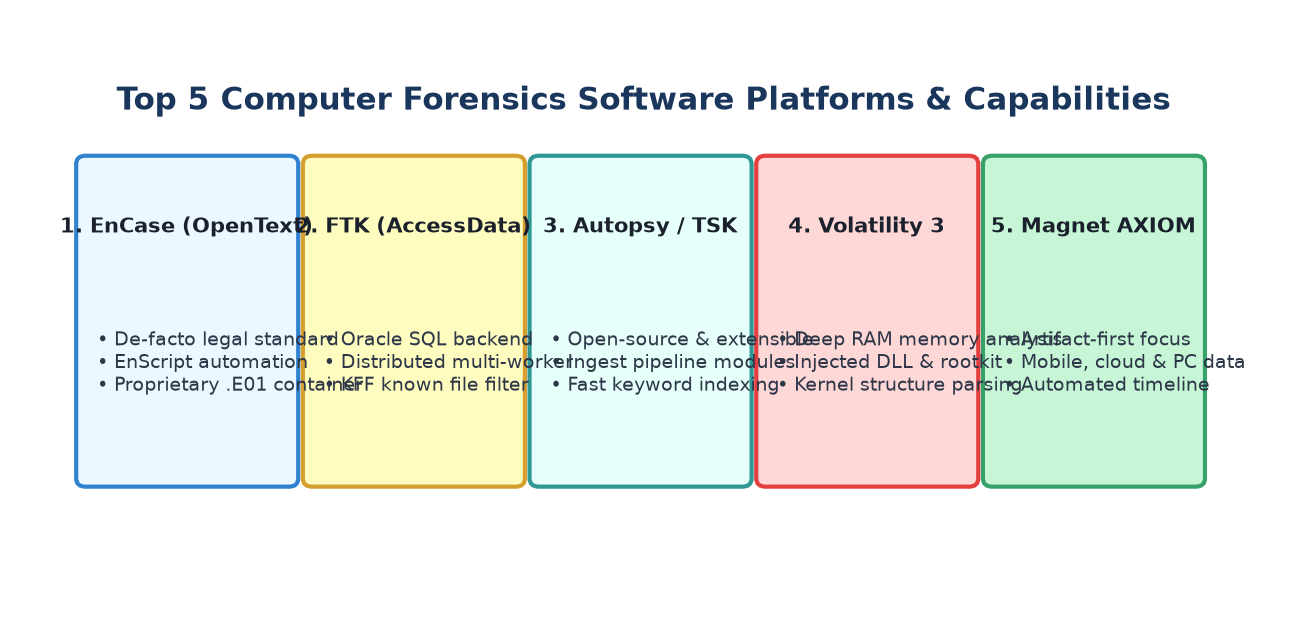 Top 5 Computer Forensics Software Platforms & Capabilities
1. EnCase (OpenText)
• De-facto legal standard
• EnScript automation
• Proprietary .E01 container
2. FTK (AccessData)
• Oracle SQL backend
• Distributed multi-worker
• KFF known file filter
3. Autopsy / TSK
• Open-source & extensible
• Ingest pipeline modules
• Fast keyword indexing
4. Volatility 3
• Deep RAM memory analysis
• Injected DLL & rootkit
• Kernel structure parsing
5. Magnet AXIOM
• Artifact-first focus
• Mobile, cloud & PC data
• Automated timeline